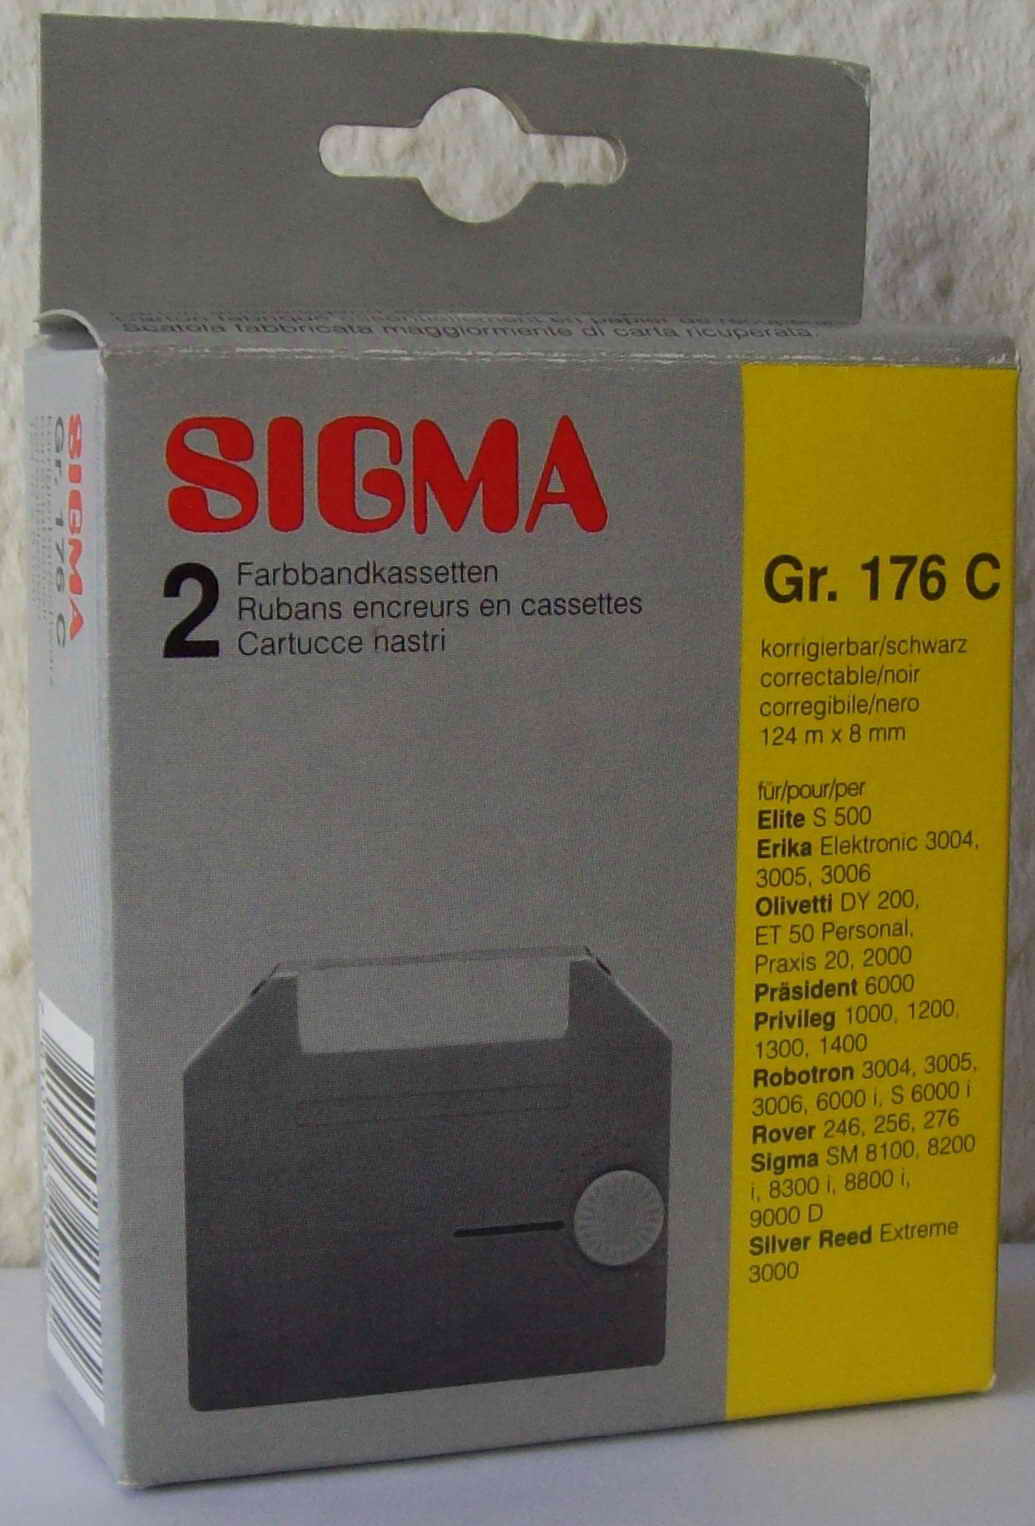 Scatola fabbricata maggiormente di carta ricuperata.
SIGMA
2 Farbbandkassetten
Rubans encreurs en cassettes
Cartucce nastri
Gr. 176 C
korrigierbar/schwarz
correctable/noir
corregibile/nero
124 m x 8 mm
für/pour/per
Elite S 500
Erika Elektronic 3004,
3005, 3006
Olivetti DY 200,
ET 50 Personal,
Praxis 20, 2000
Präsident 6000
Privileg 1000, 1200,
1300, 1400
Robotron 3004, 3005,
3006, 6000 i, S 6000 i
Rover 246, 256, 276
Sigma SM 8100, 8200
i, 8300 i, 8800 i,
9000 D
Silver Reed Extreme
3000
SIGMA
Gr. 176 C